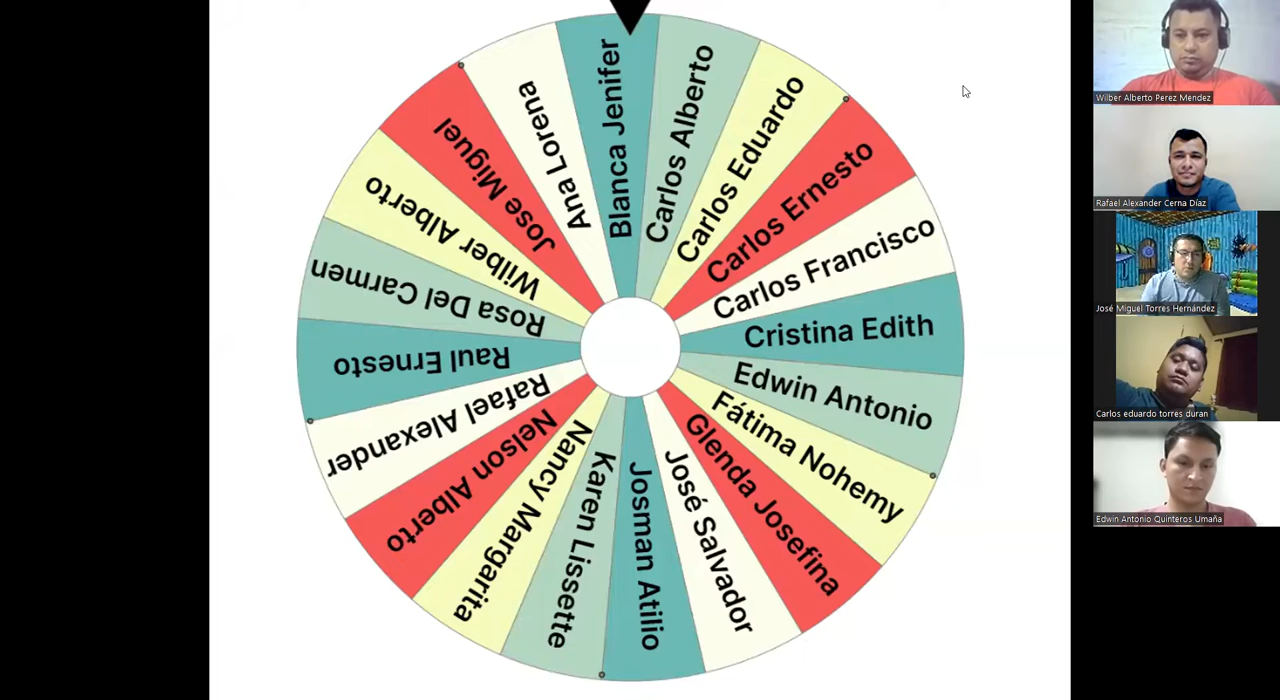 Blanca Jenifer
Carlos Alberto
Carlos Eduardo
Carlos Ernesto
Carlos Francisco
Cristina Edith
Edwin Antonio
Fátima Nohemy
Glenda Josefina
José Salvador
Josman Atilio
Karen Lissette
Nancy Margarita
Nelson Alberto
Rafael Alexander
Raul Ernesto
Rosa Del Carmen
Wilber Alberto
Jose Miguel
Ana Lorena
Wilber Alberto Perez Mendez
Rafael Alexander Cerna Díaz
José Miguel Torres Hernández
Carlos eduardo torres duran
Edwin Antonio Quinteros Umaña